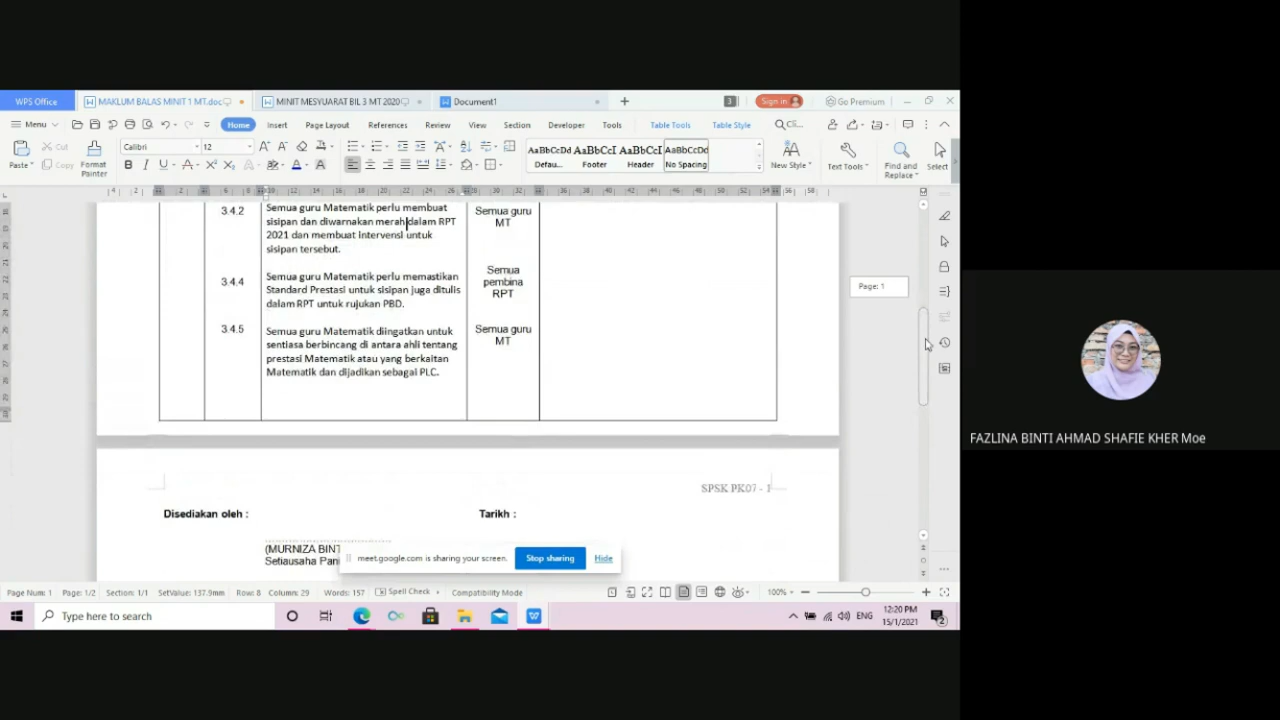 WPS Office
MAKLUM BALAS MINIT 1 MT.doc
MINIT MESYUARAT BIL 3 MT 2020
Document1
3
Sign in
Go Premium
Menu
Home
Insert
Page Layout
References
Review
View
Section
Developer
Tools
Table Tools
Table Style
Cli...
Paste
Cut
Copy
Format
Painter
Calibri
12
AaBbCcDd
Defau...
AaBbCcI
Footer
AaBbCcI
Header
AaBbCcDd
No Spacing
New Style
Text Tools
Find and
Replace
Select
3.4.2
Semua guru Matematik perlu membuat
sisipan dan diwarnakan merah dalam RPT
2021 dan membuat intervensi untuk
sisipan tersebut.
Semua guru
MT
3.4.4
Semua guru Matematik perlu memastikan
Standard Prestasi untuk sisipan juga ditulis
dalam RPT untuk rujukan PBD.
Semua
pembina
RPT
3.4.5
Semua guru Matematik diingatkan untuk
sentiasa berbincang di antara ahli tentang
prestasi Matematik atau yang berkaitan
Matematik dan dijadikan sebagai PLC.
Semua guru
MT
Page: 1
SPSK PK07 - 1
Disediakan oleh :
Tarikh :
(MURNIZA BINT
Setiausaha Pani
meet.google.com is sharing your screen.
Stop sharing
Hide
Page Num: 1 Page: 1/2 Section: 1/1 SetValue: 137.9mm Row: 8 Column: 29 Words: 157 Spell Check Compatibility Mode
100%
Type here to search
ENG
12:20 PM
15/1/2021
2
FAZLINA BINTI AHMAD SHAFIE KHER Moe